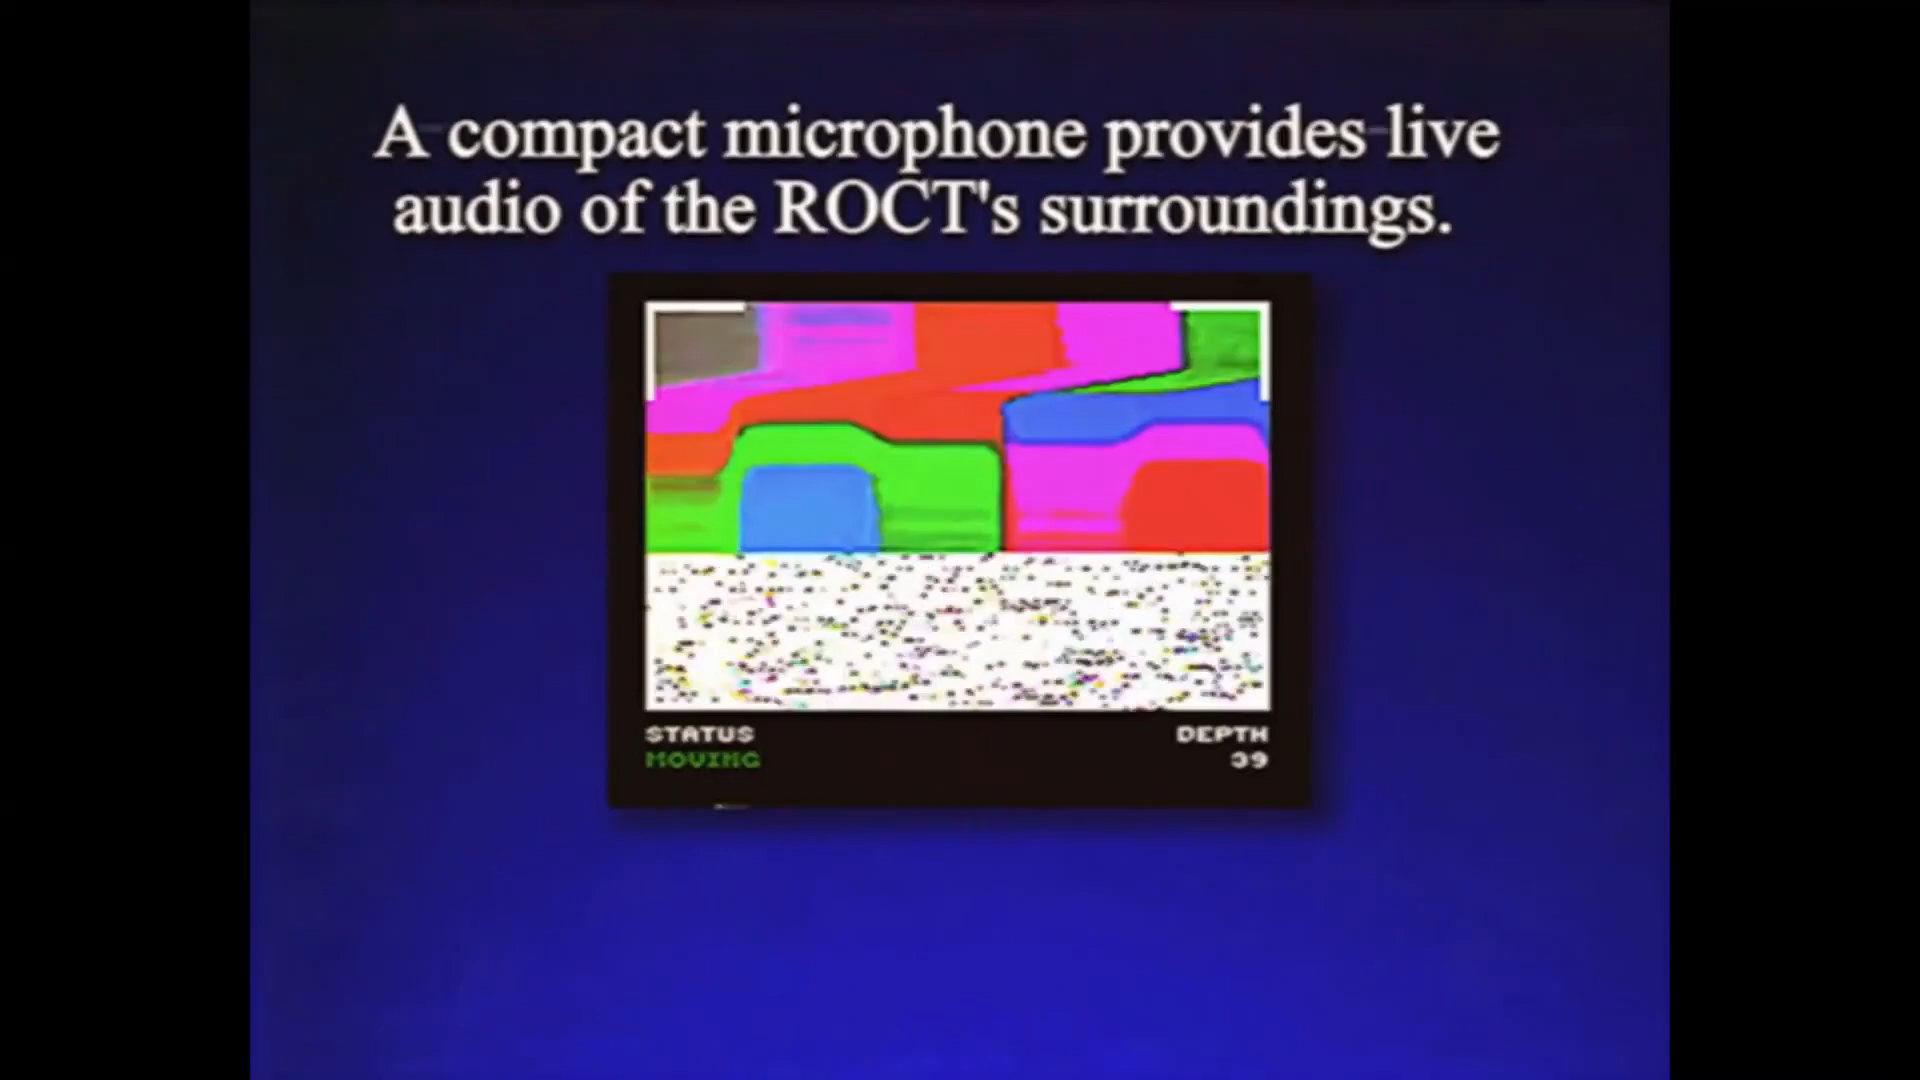 A compact microphone provides live
audio of the ROCT's surroundings.
STATUS DEPTH
MOVING 39